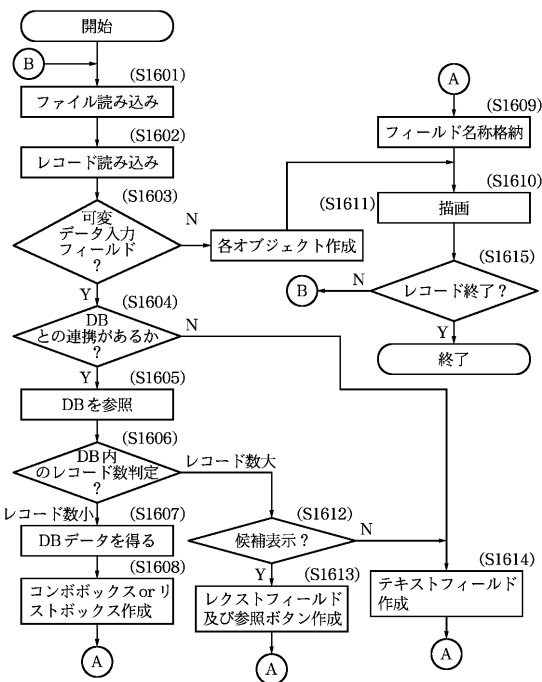 開始
B
(S1601)
ファイル読み込み
(S1602)
レコード読み込み
(S1603)
可変
データ入力
フィールド
?
N
Y
(S1611)
各オブジェクト作成
(S1604)
DB
との連携があるか
?
N
Y
(S1605)
DBを参照
(S1606)
DB内
のレコード数判定
?
レコード数大
レコード数小
(S1607)
DBデータを得る
(S1608)
コンボボックスorリ
ストボックス作成
A
(S1612)
候補表示?
N
Y
(S1613)
レクストフィールド
及び参照ボタン作成
A
(S1614)
テキストフィールド
作成
A
A
(S1609)
フィールド名称格納
(S1610)
描画
(S1615)
レコード終了?
N
B
Y
終了